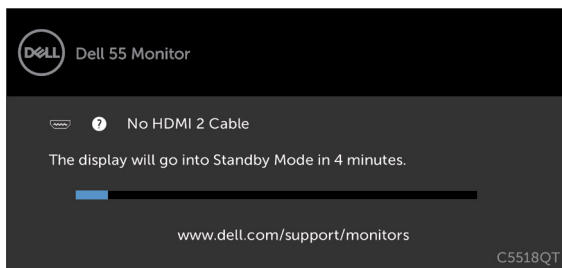 DELL Dell 55 Monitor
? No HDMI 2 Cable
The display will go into Standby Mode in 4 minutes.
www.dell.com/support/monitors
C5518QT